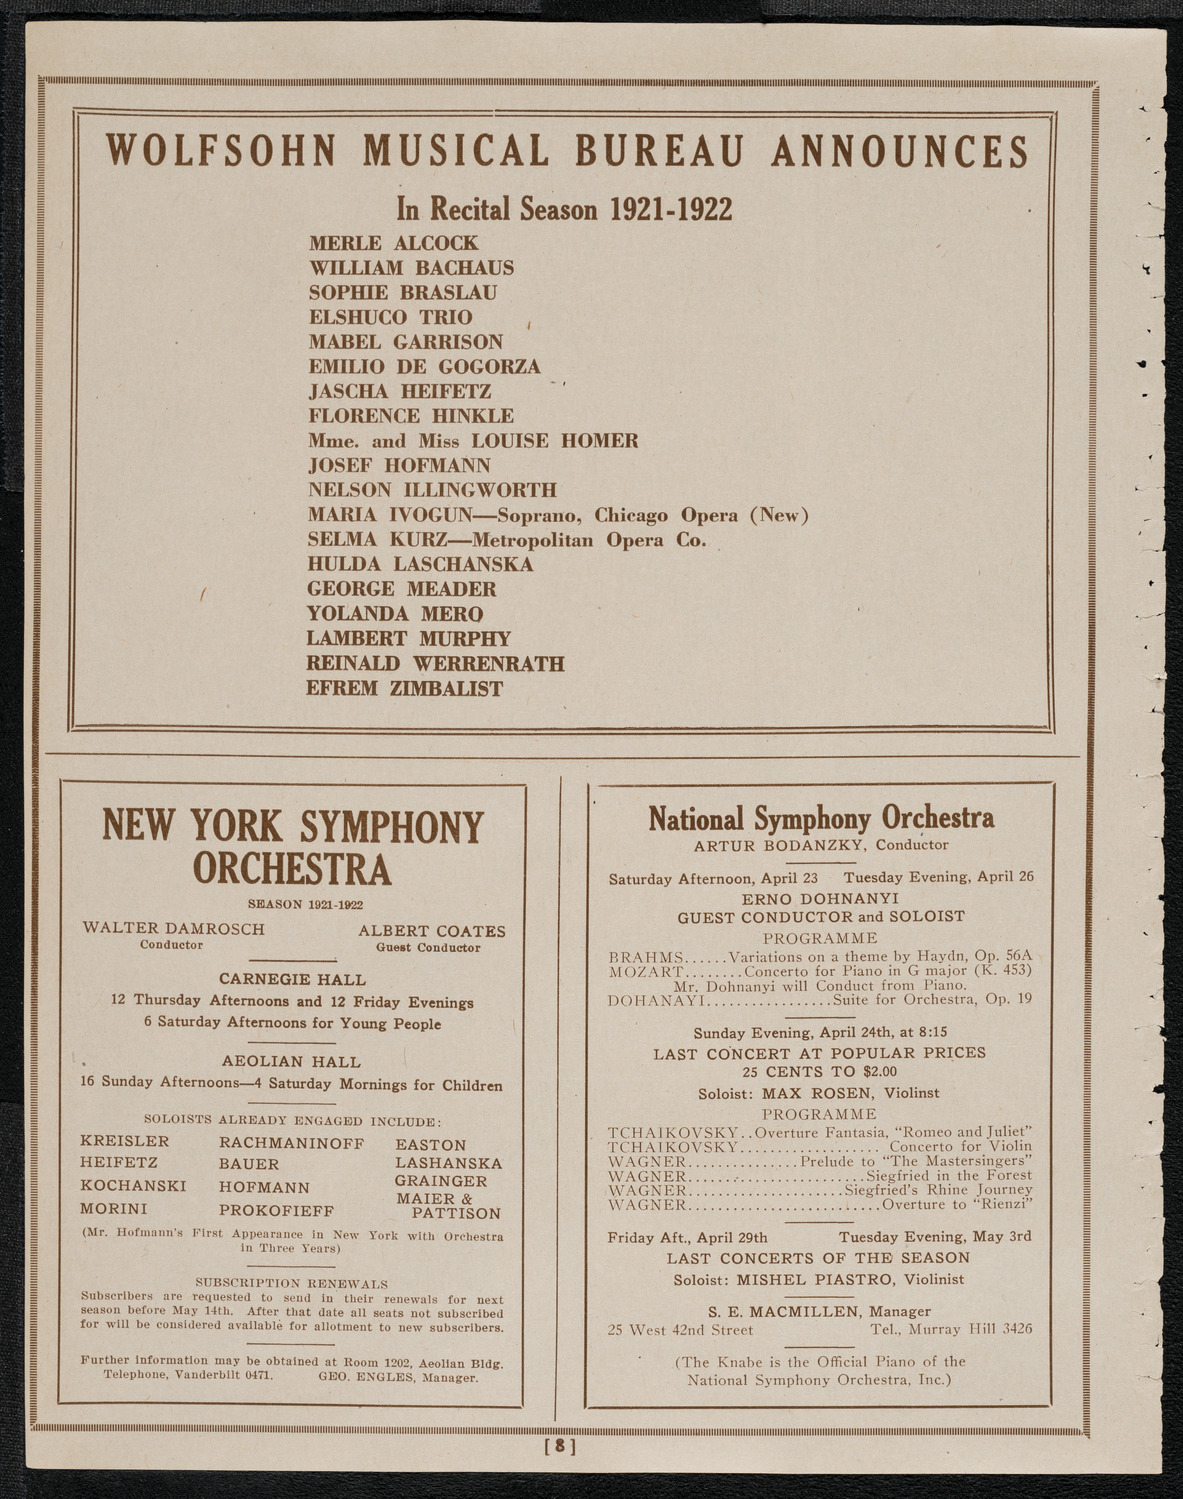 WOLFSOHN MUSICAL BUREAU ANNOUNCES
In Recital Season 1921-1922
MERLE ALCOCK
WILLIAM BACHAUS
SOPHIE BRASLAU
ELSHUCO TRIO
MABEL GARRISON
EMILIO DE GOGORZA
JASCHA HEIFETZ
FLORENCE HINKLE
Mme. and Miss LOUISE HOMER
JOSEF HOFMANN
NELSON ILLINGWORTH
MARIA IVOGUN—Soprano, Chicago Opera (New)
SELMA KURZ—Metropolitan Opera Co.
HULDA LASCHANSKA
GEORGE MEADER
YOLANDA MERO
LAMBERT MURPHY
REINALD WERRENRATH
EFREM ZIMBALIST
NEW YORK SYMPHONY
ORCHESTRA
SEASON 1921-1922
WALTER DAMROSCH ALBERT COATES
Conductor Guest Conductor
CARNEGIE HALL
12 Thursday Afternoons and 12 Friday Evenings
6 Saturday Afternoons for Young People
AEOLIAN HALL
16 Sunday Afternoons—4 Saturday Mornings for Children
SOLOISTS ALREADY ENGAGED INCLUDE:
KREISLER RACHMANINOFF EASTON
HEIFETZ BAUER LASHANSKA
KOCHANSKI HOFMANN GRAINGER
MORINI PROKOFIEFF MAIER &
PATTISON
(Mr. Hofmann's First Appearance in New York with Orchestra
in Three Years)
SUBSCRIPTION RENEWALS
Subscribers are requested to send in their renewals for next
season before May 14th. After that date all seats not subscribed
for will be considered available for allotment to new subscribers.
Further information may be obtained at Room 1202, Aeolian Bldg.
Telephone, Vanderbilt 0471. GEO. ENGLES, Manager.
National Symphony Orchestra
ARTUR BODANZKY, Conductor
Saturday Afternoon, April 23 Tuesday Evening, April 26
ERNO DOHNANYI
GUEST CONDUCTOR and SOLOIST
PROGRAMME
BRAHMS......Variations on a theme by Haydn, Op. 56A
MOZART........Concerto for Piano in G major (K. 453)
Mr. Dohnanyi will Conduct from Piano.
DOHANAYI.................Suite for Orchestra, Op. 19
Sunday Evening, April 24th, at 8:15
LAST CONCERT AT POPULAR PRICES
25 CENTS TO $2.00
Soloist: MAX ROSEN, Violinst
PROGRAMME
TCHAIKOVSKY..Overture Fantasia, "Romeo and Juliet"
TCHAIKOVSKY................... Concerto for Violin
WAGNER...............Prelude to "The Mastersingers"
WAGNER........................Siegfried in the Forest
WAGNER.....................Siegfried's Rhine Journey
WAGNER..........................Overture to "Rienzi"
Friday Aft., April 29th Tuesday Evening, May 3rd
LAST CONCERTS OF THE SEASON
Soloist: MISHEL PIASTRO, Violinist
S. E. MACMILLEN, Manager
25 West 42nd Street Tel., Murray Hill 3426
(The Knabe is the Official Piano of the
National Symphony Orchestra, Inc.)
[ 8 ]